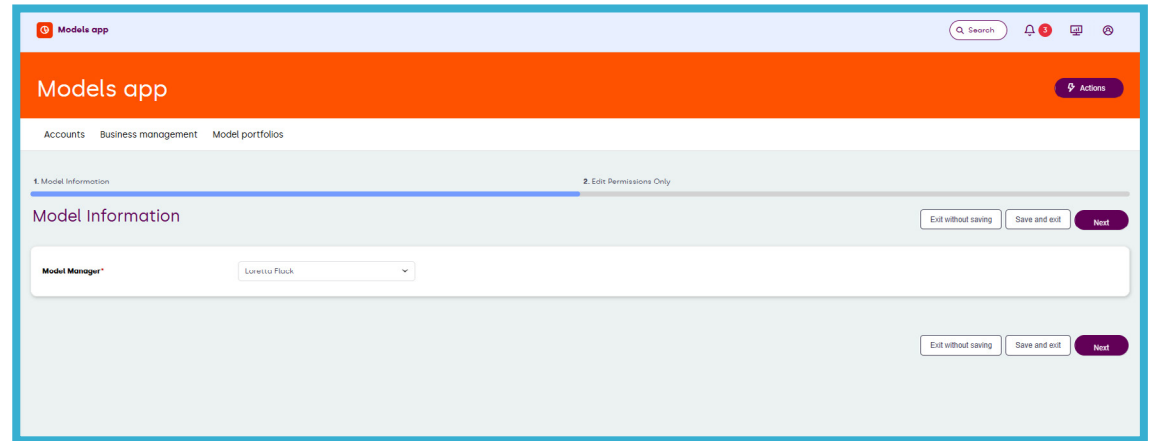 Models app
Search
3
Models app
Actions
Accounts Business management Model portfolios
1. Model Information
2. Edit Permissions Only
Model Information
Exit without saving
Save and exit
Next
Model Manager*
Loretta Fluck
Exit without saving
Save and exit
Next